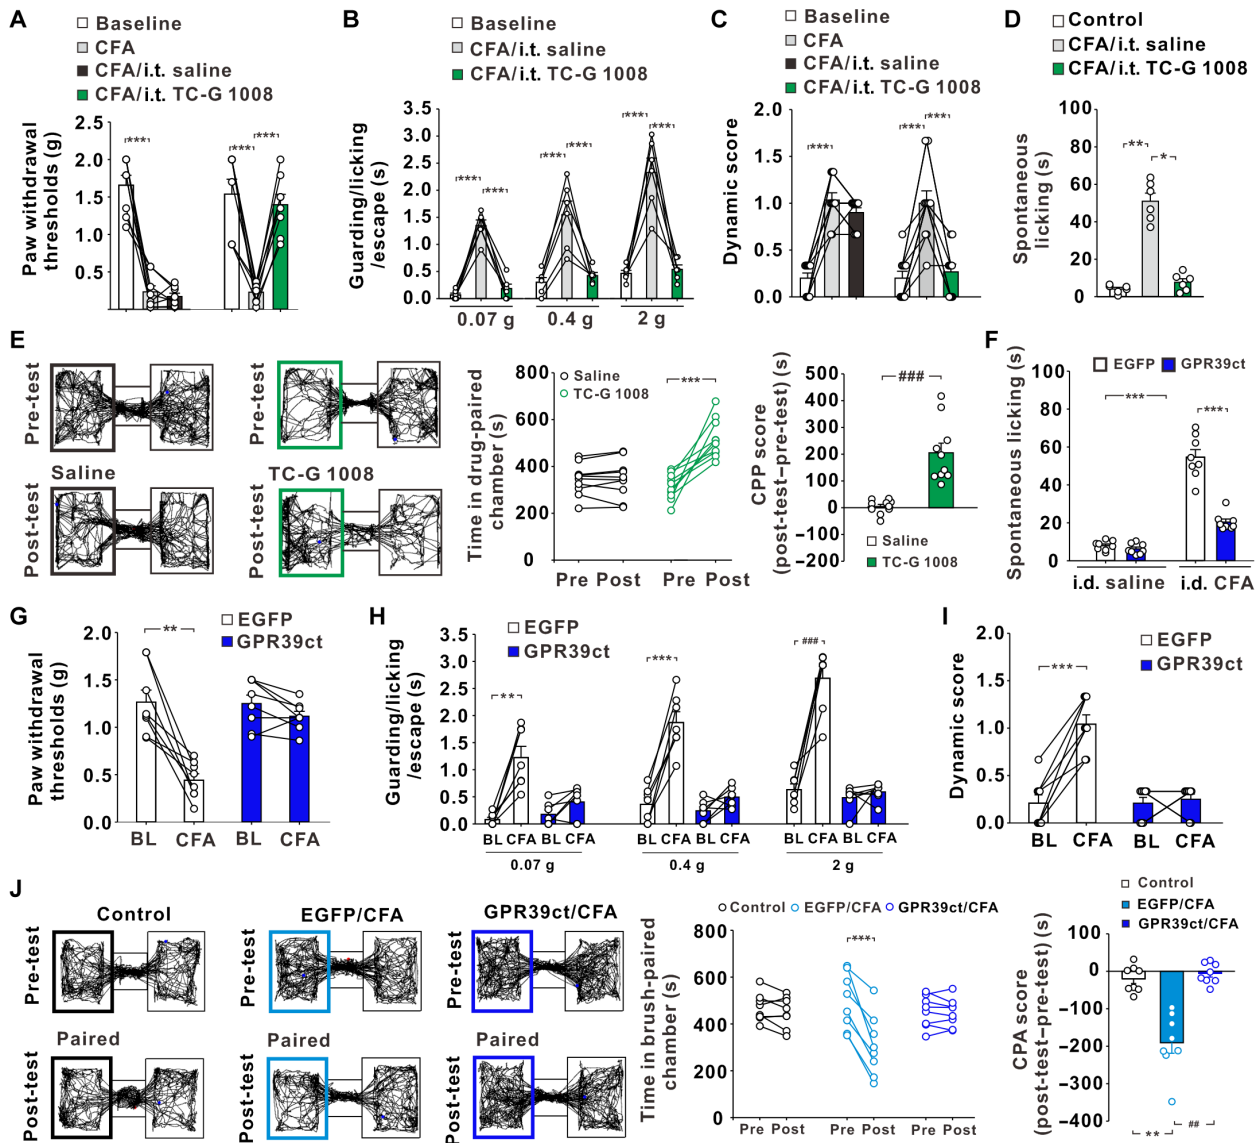 A
Baseline
CFA
CFA/i.t. saline
CFA/i.t. TC-G 1008
Paw withdrawal
thresholds (g)
2.5
2.0
1.5
1.0
0.5
***
***
***
B
Baseline
CFA/i.t. saline
CFA/i.t. TC-G 1008
Guarding/licking
/escape (s)
3.5
3.0
2.5
2.0
1.5
1.0
0.5
0.0
***
***
***
***
***
***
0.07 g
0.4 g
2 g
C
Baseline
CFA
CFA/i.t. saline
CFA/i.t. TC-G 1008
Dynamic score
2.0
1.5
1.0
0.5
0.0
***
***
***
D
Control
CFA/i.t. saline
CFA/i.t. TC-G 1008
Spontaneous
licking (s)
100
80
60
40
20
0
**
*
E
Pre-test
Post-test
Saline
Pre-test
Post-test
TC-G 1008
Time in drug-paired
chamber (s)
800
600
400
200
0
Saline
TC-G 1008
***
Pre Post
Pre Post
CPP score
(post-test–pre-test) (s)
500
400
300
200
100
0
−100
−200
###
Saline
TC-G 1008
F
EGFP
GPR39ct
Spontaneous licking (s)
100
80
60
40
20
0
***
***
i.d. saline
i.d. CFA
G
EGFP
GPR39ct
Paw withdrawal
thresholds (g)
2.0
1.5
1.0
0.5
0.0
**
BL CFA
BL CFA
H
EGFP
GPR39ct
Guarding/licking
/escape (s)
3.5
3.0
2.5
2.0
1.5
1.0
0.5
0.0
**
***
###
BL CFA BL CFA
BL CFA BL CFA
BL CFA BL CFA
0.07 g
0.4 g
2 g
I
EGFP
GPR39ct
Dynamic score
2.0
1.5
1.0
0.5
0.0
***
BL CFA
BL CFA
J
Control
EGFP/CFA
GPR39ct/CFA
Pre-test
Pre-test
Pre-test
Paired
Paired
Paired
Post-test
Post-test
Post-test
Control
EGFP/CFA
GPR39ct/CFA
Time in brush-paired
chamber (s)
800
600
400
200
0
***
Pre Post
Pre Post
Pre Post
Control
EGFP/CFA
GPR39ct/CFA
CPA score
(post-test–pre-test) (s)
100
0
−100
−200
−300
−400
**
##